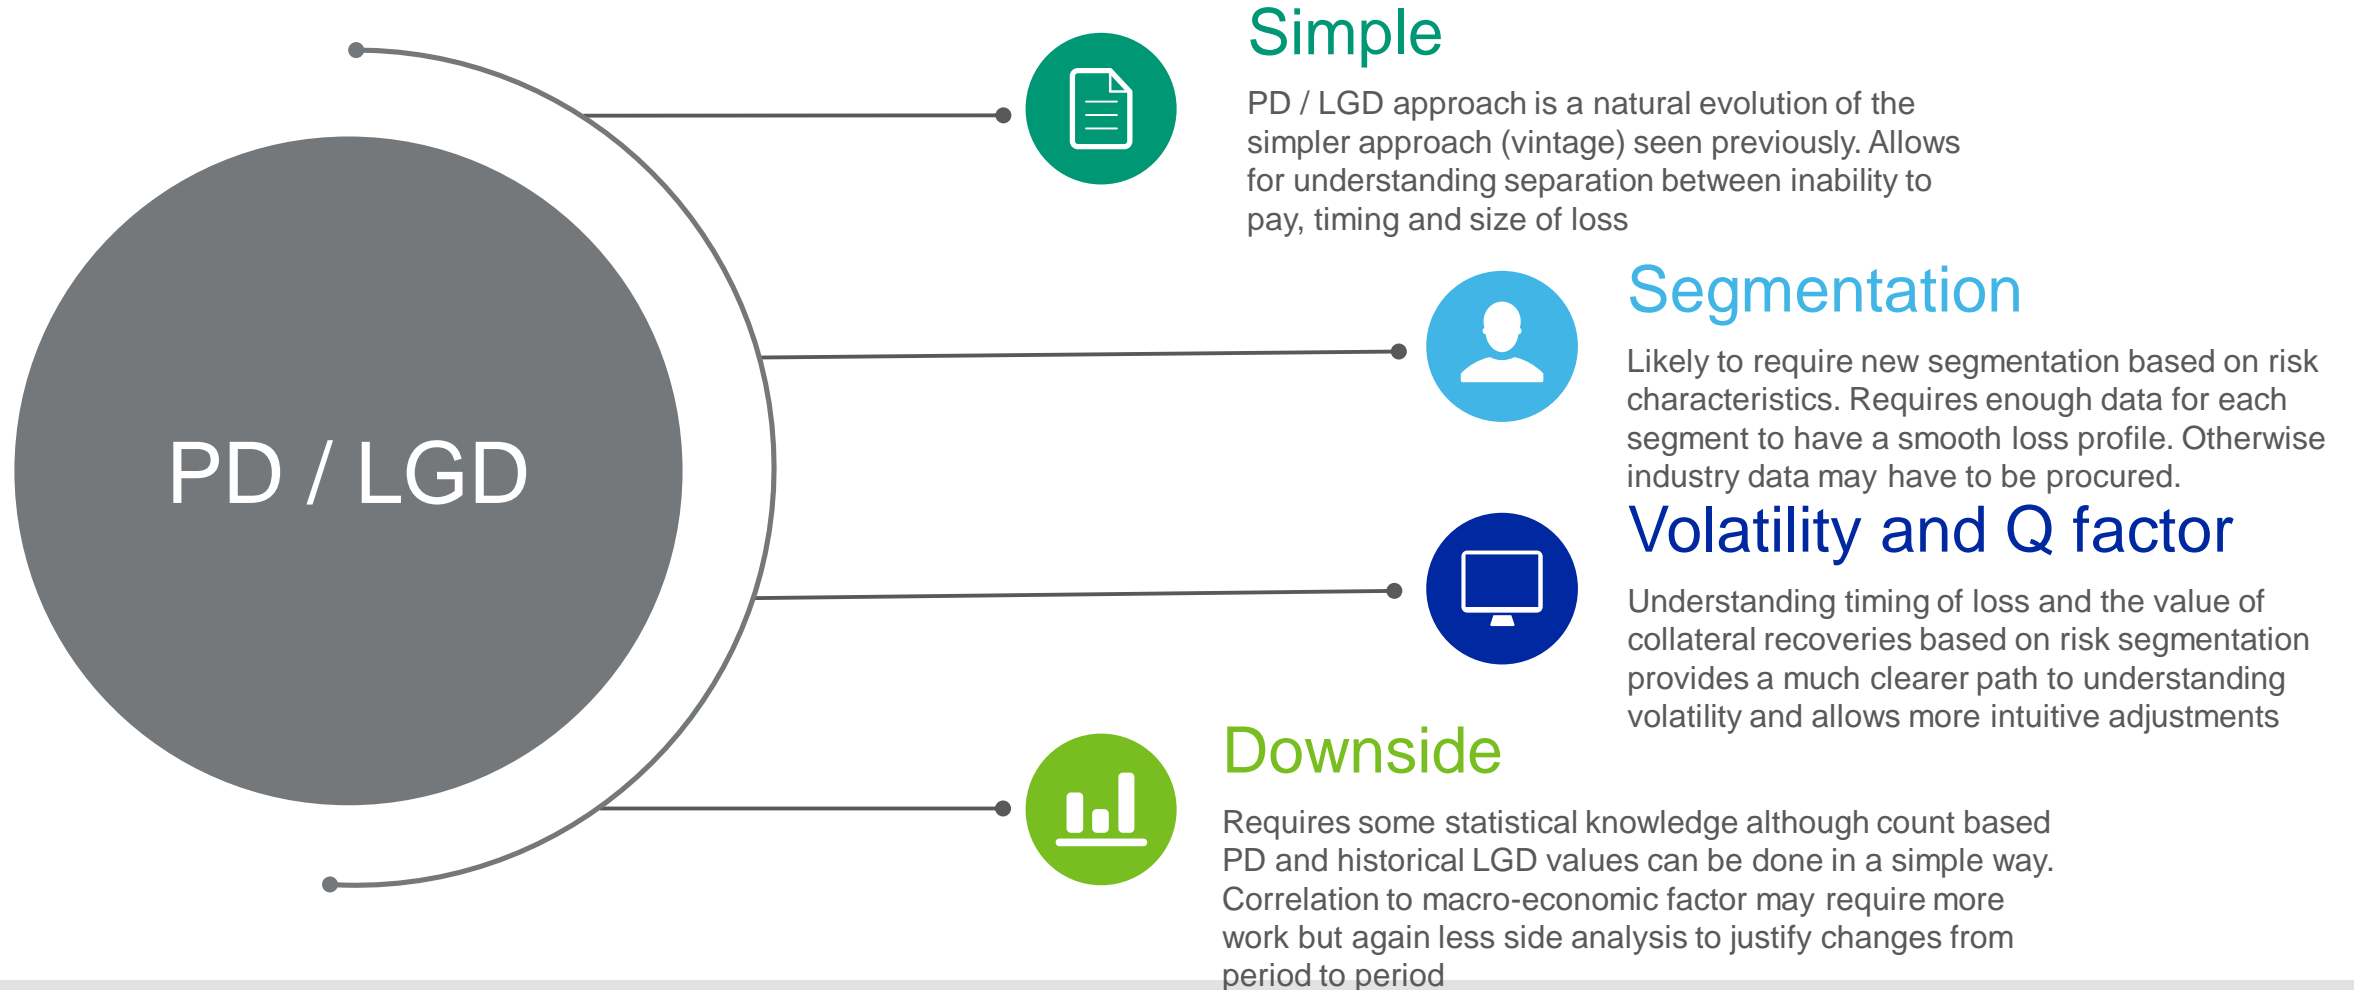 PD / LGD
Simple
PD / LGD approach is a natural evolution of the
simpler approach (vintage) seen previously. Allows
for understanding separation between inability to
pay, timing and size of loss
Segmentation
Likely to require new segmentation based on risk
characteristics. Requires enough data for each
segment to have a smooth loss profile. Otherwise
industry data may have to be procured.
Volatility and Q factor
Understanding timing of loss and the value of
collateral recoveries based on risk segmentation
provides a much clearer path to understanding
volatility and allows more intuitive adjustments
Downside
Requires some statistical knowledge although count based
PD and historical LGD values can be done in a simple way.
Correlation to macro-economic factor may require more
work but again less side analysis to justify changes from
period to period